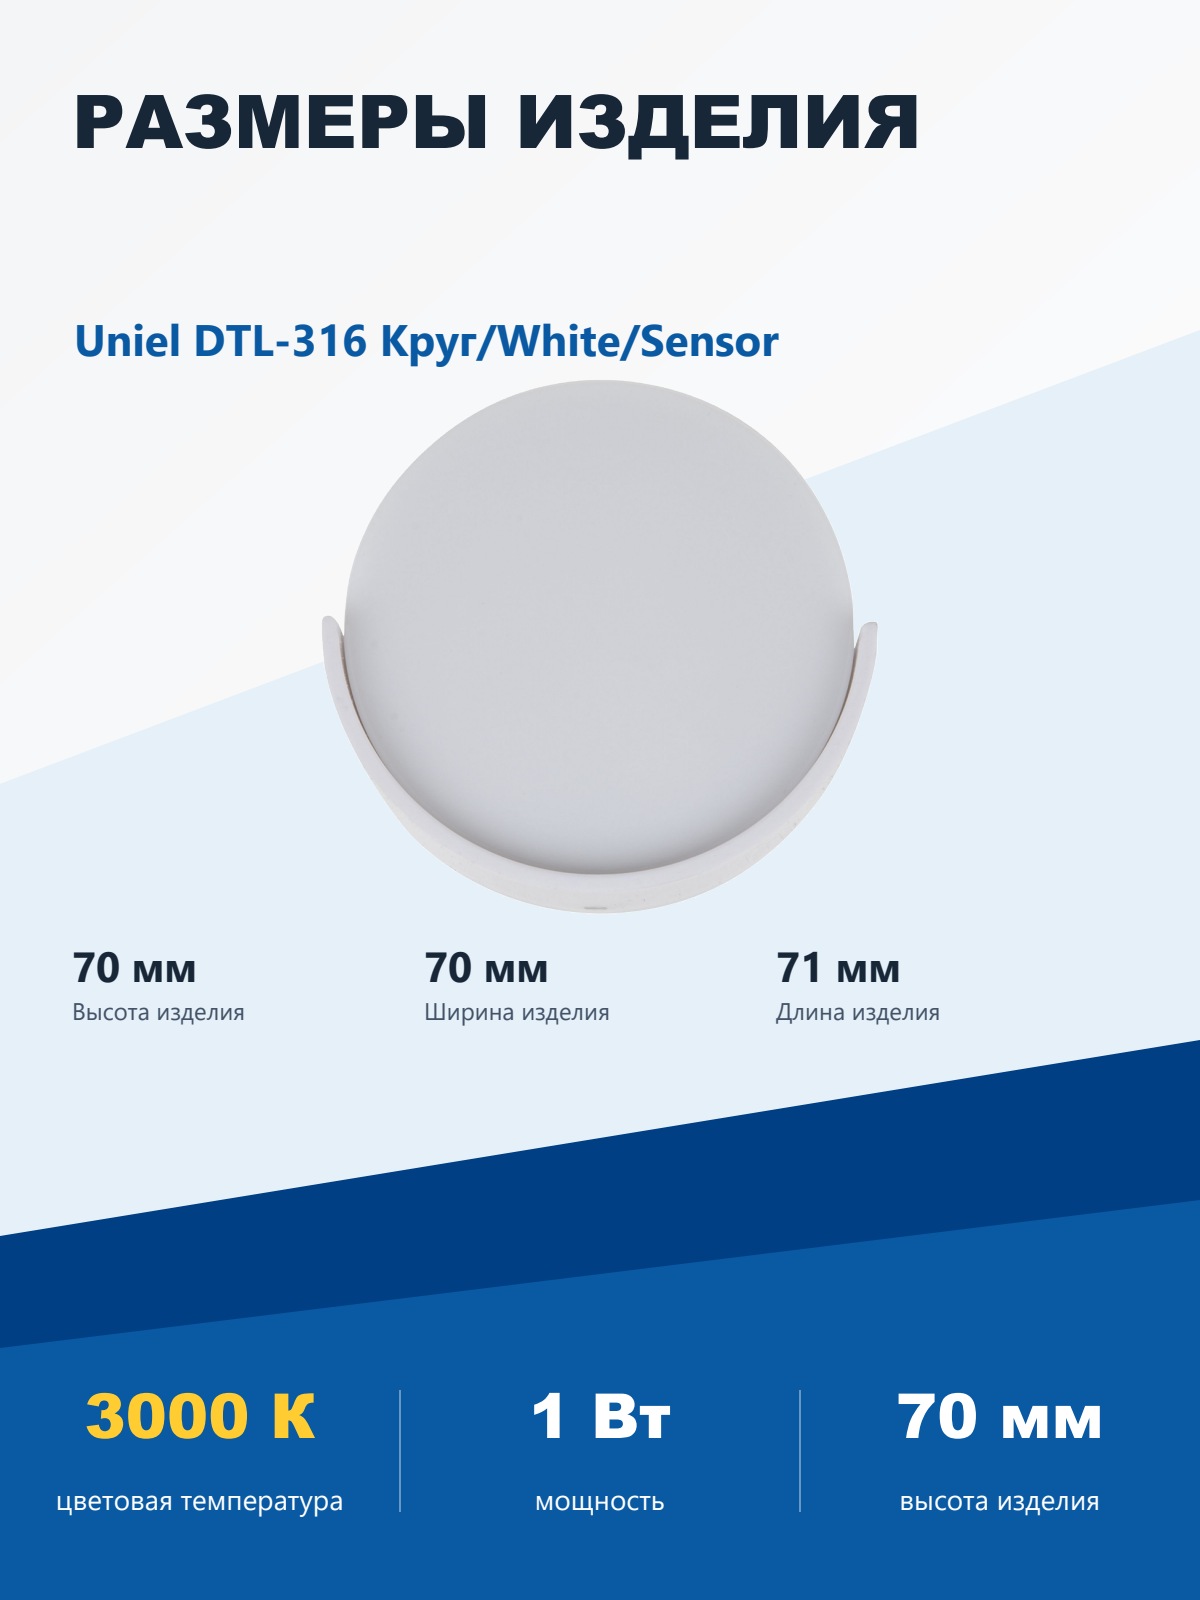 РАЗМЕРЫ ИЗДЕЛИЯ
Uniel DTL-316 Круг/White/Sensor
70 мм
Высота изделия
70 мм
Ширина изделия
71 мм
Длина изделия
3000 К
цветовая температура
1 Вт
мощность
70 мм
высота изделия